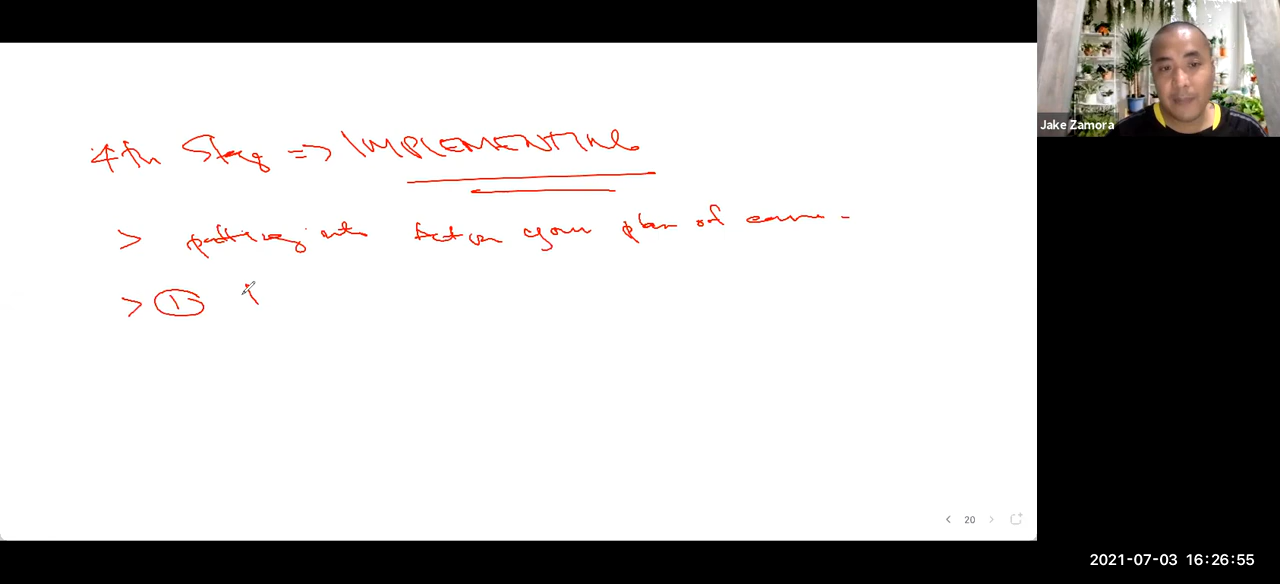 4th Stage => IMPLEMENTING
> putting into action your plan of care -
> 1
Jake Zamora
20
2021-07-03 16:26:55